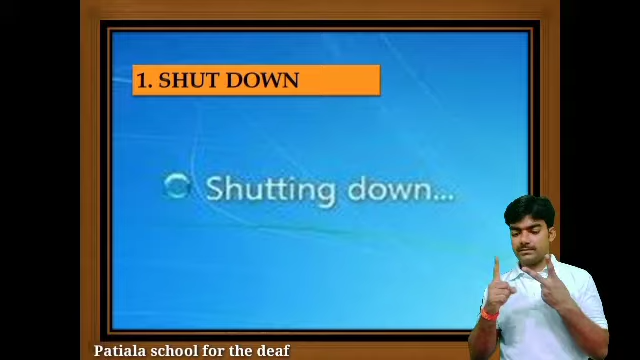 1. SHUT DOWN
Shutting down...
Patiala school for the deaf